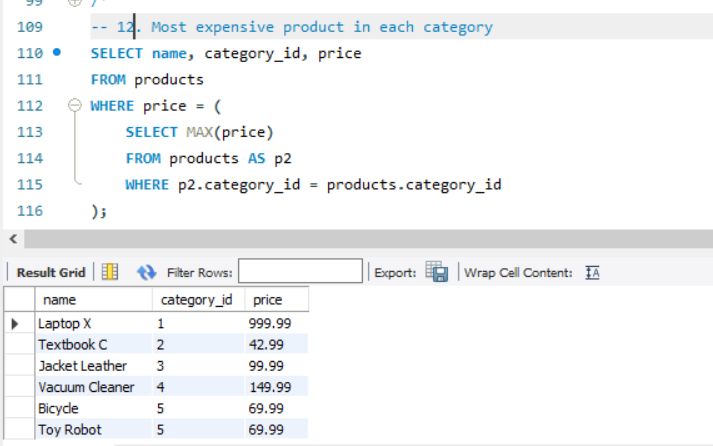 99 /*
109 -- 12. Most expensive product in each category
110 SELECT name, category_id, price
111 FROM products
112 WHERE price = (
113 SELECT MAX(price)
114 FROM products AS p2
115 WHERE p2.category_id = products.category_id
116 );
Result Grid Filter Rows: Export: Wrap Cell Content: IA
name category_id price
Laptop X 1 999.99
Textbook C 2 42.99
Jacket Leather 3 99.99
Vacuum Cleaner 4 149.99
Bicycle 5 69.99
Toy Robot 5 69.99